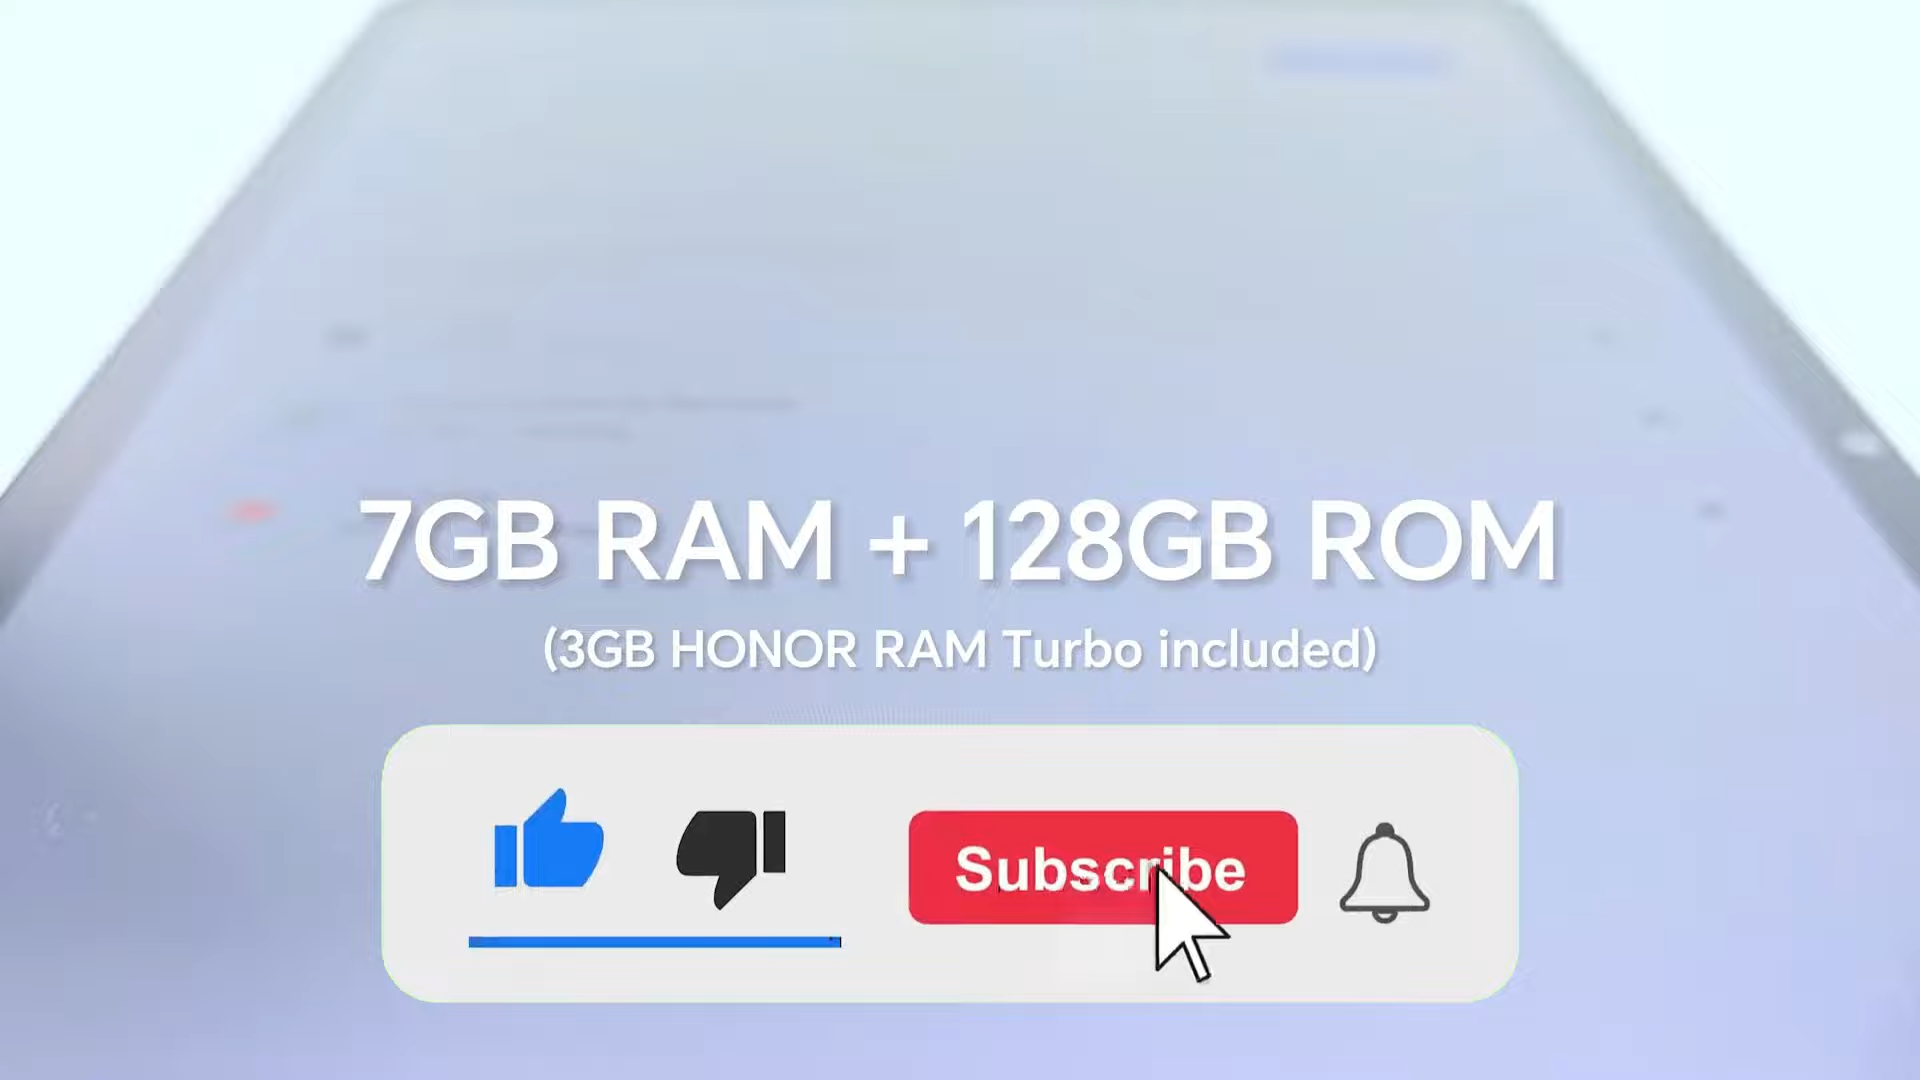 7GB RAM + 128GB ROM
(3GB HONOR RAM Turbo included)
Subscribe